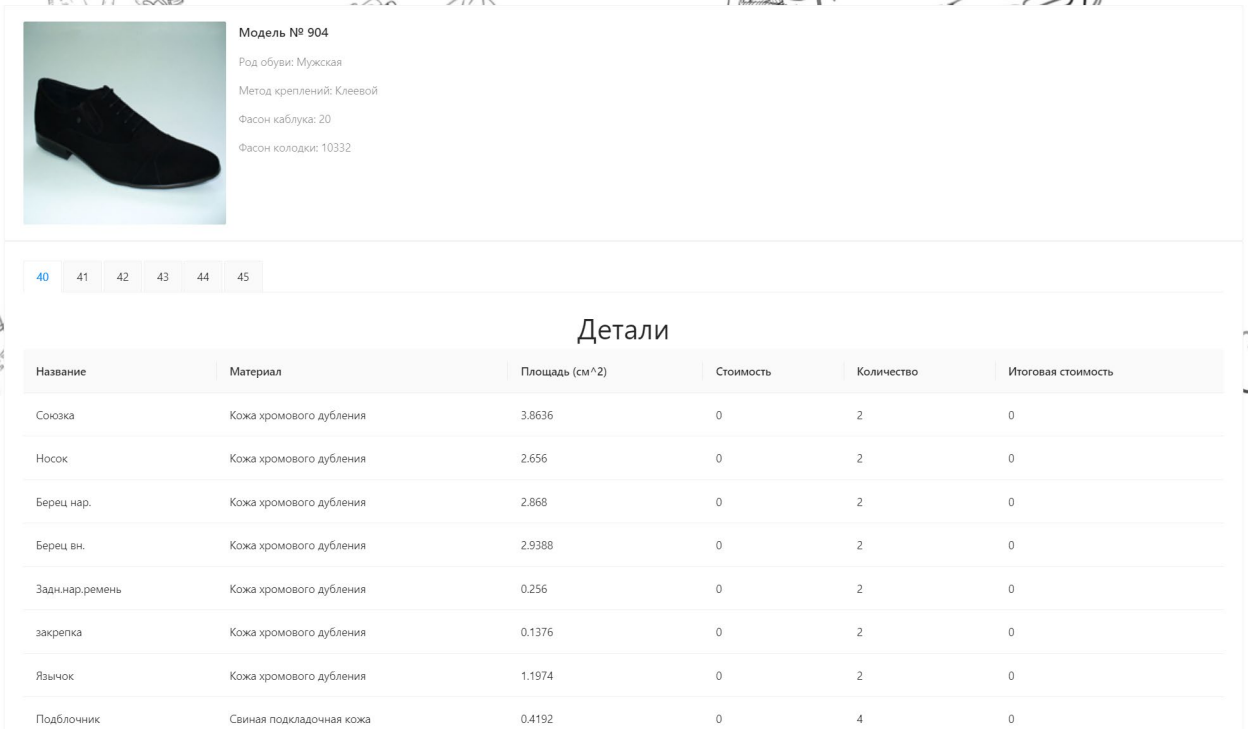 Модель № 904
Род обуви: Мужская
Метод креплений: Клеевой
Фасон каблука: 20
Фасон колодки: 10332
40 41 42 43 44 45
Детали
Название Материал Площадь (см^2) Стоимость Количество Итоговая стоимость
Союзка Кожа хромового дубления 3.8636 0 2 0
Носок Кожа хромового дубления 2.656 0 2 0
Берец нар. Кожа хромового дубления 2.868 0 2 0
Берец вн. Кожа хромового дубления 2.9388 0 2 0
Задн.нар.ремень Кожа хромового дубления 0.256 0 2 0
закрепка Кожа хромового дубления 0.1376 0 2 0
Язычок Кожа хромового дубления 1.1974 0 2 0
Подблочник Свиная подкладочная кожа 0.4192 0 4 0